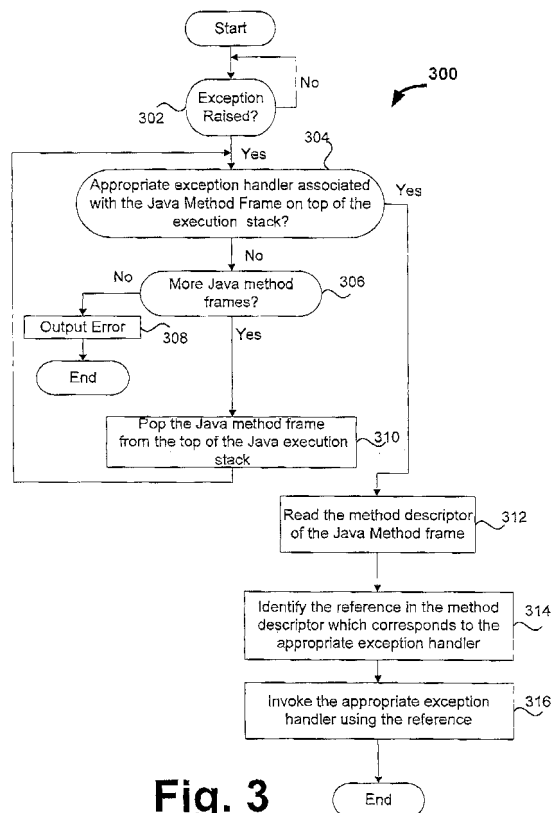 Start
300
No
Exception
Raised?
302
Yes
304
Appropriate exception handler associated
with the Java Method Frame on top of the
execution stack?
Yes
No
No
More Java method
frames?
306
Output Error
308
Yes
End
Pop the Java method frame
from the top of the Java execution
stack
310
Read the method descriptor
of the Java Method frame
312
Identify the reference in the method
descriptor which corresponds to the
appropriate exception handler
314
Invoke the appropriate exception
handler using the reference
316
Fig. 3
End